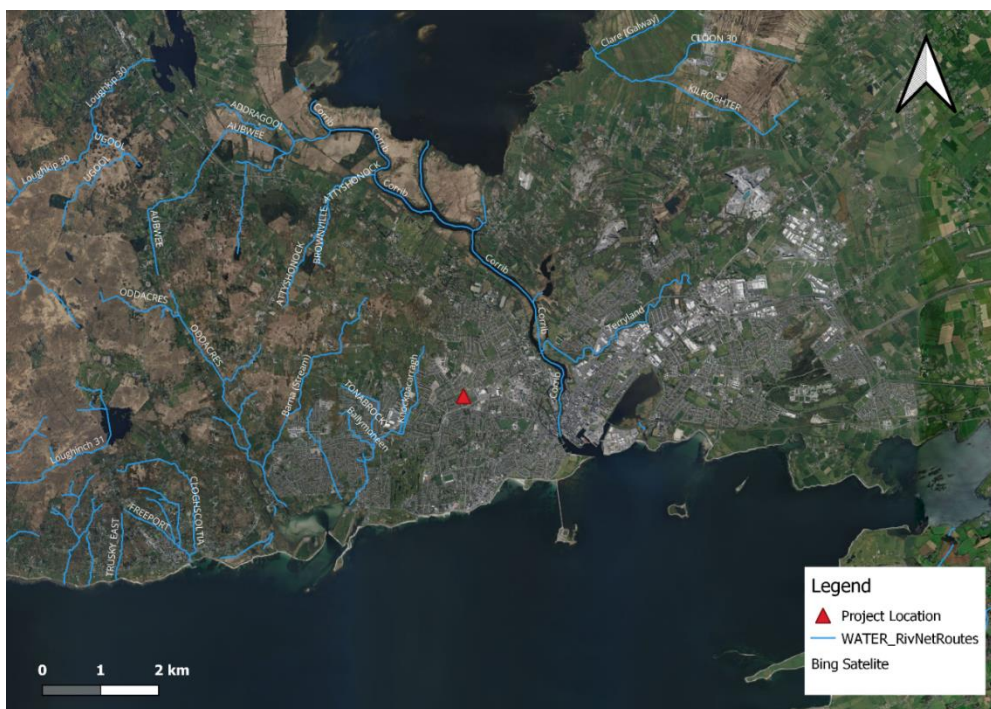 Clare (Galway)
CLOON 30
KILROGHTER
Loughkip 30
ADDRAGOOL
AUBWEE
Corrib
Corrib
UGOOL
UGOOL
Loughkip 30
ATTYSHONOCK
Corrib
BROWNVILLE
AUBWEE
ATTYSHONOCK
Corrib
ODDACRES
ODDACRES
Corrib
Terryland
Barna (Stream)
Knocknacurragh
TONABROCKY
Ballymoneen
Corrib
Loughinch 31
CLOGHSCOLTIA
FREEPORT
TRUSKY EAST
Legend
Project Location
WATER_RivNetRoutes
Bing Satelite
0 1 2 km